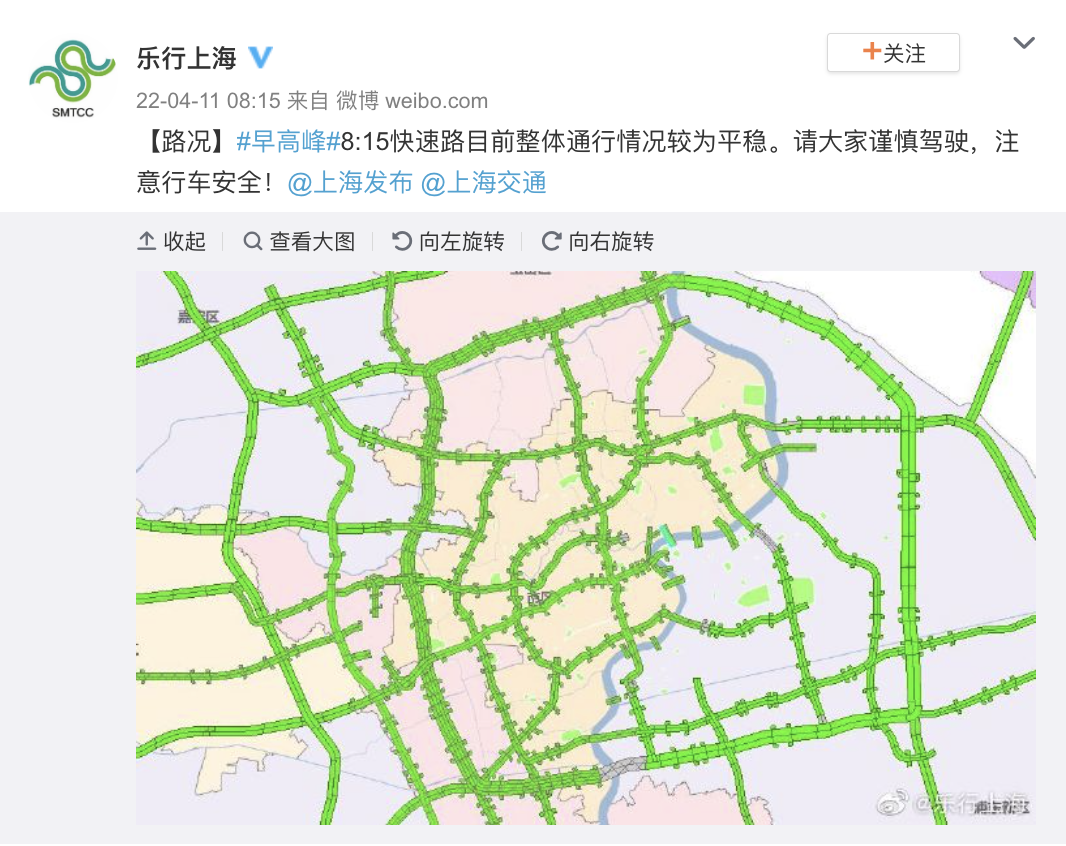 乐行上海
+关注
SMTCC
22-04-11 08:15 来自 微博 weibo.com
【路况】#早高峰#8:15快速路目前整体通行情况较为平稳。请大家谨慎驾驶，注
意行车安全！@上海发布 @上海交通
收起
查看大图
向左旋转
向右旋转
@乐行上海